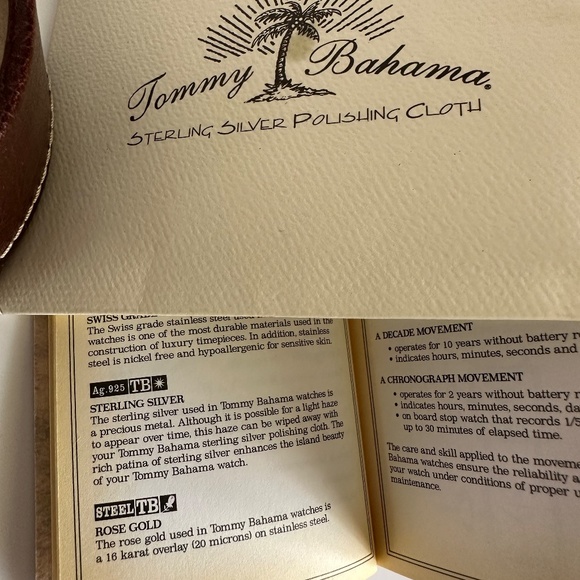 Tommy Bahama®
STERLING SILVER POLISHING CLOTH
SWISS GRADE
The Swiss grade stainless steel used
watches is one of the most durable materials used in the
construction of luxury timepieces. In addition, stainless
steel is nickel free and hypoallergenic for sensitive skin.
Ag.925 TB
STERLING SILVER
The sterling silver used in Tommy Bahama watches is
a precious metal. Although it is possible for a light haze
to appear over time, this haze can be wiped away with
your Tommy Bahama sterling silver polishing cloth. The
rich patina of sterling silver enhances the island beauty
of your Tommy Bahama watch.
STEEL TB
ROSE GOLD
The rose gold used in Tommy Bahama watches is
a 16 karat overlay (20 microns) on stainless steel.
A DECADE MOVEMENT
• operates for 10 years without battery
• indicates hours, minutes, seconds and
A CHRONOGRAPH MOVEMENT
• operates for 2 years without battery
• indicates hours, minutes, seconds,
• on board stop watch that records
up to 30 minutes of elapsed time.
The care and skill applied to the
Bahama watches ensure the reliability
your watch under conditions of proper
maintenance.